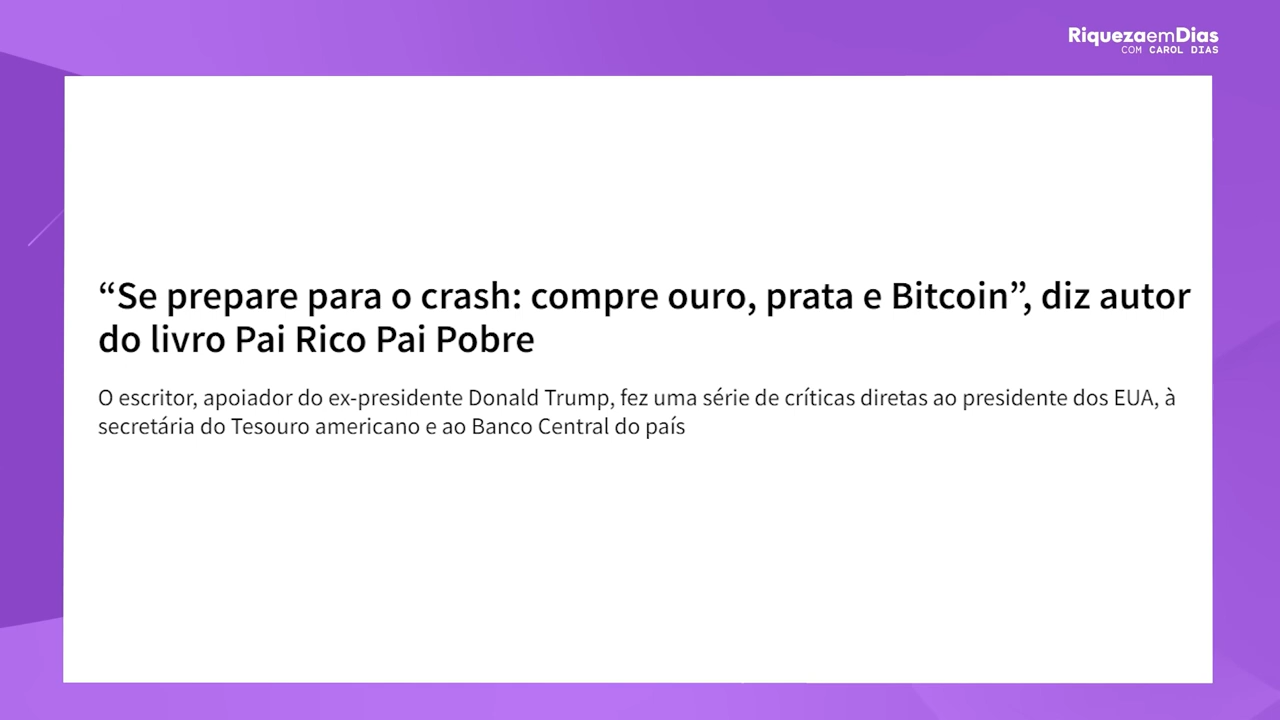 RiquezaemDias
COM CAROL DIAS
“Se prepare para o crash: compre ouro, prata e Bitcoin”, diz autor
do livro Pai Rico Pai Pobre
O escritor, apoiador do ex-presidente Donald Trump, fez uma série de críticas diretas ao presidente dos EUA, à
secretária do Tesouro americano e ao Banco Central do país